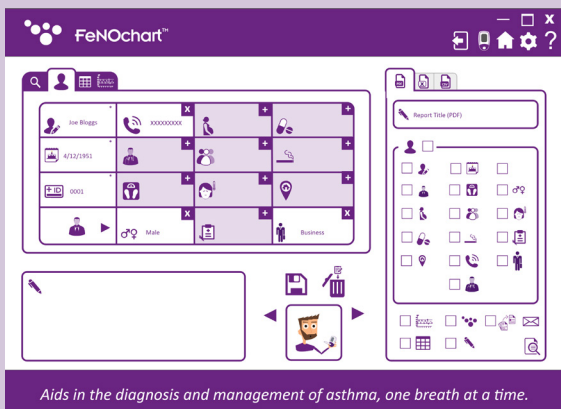 FeNOchart™
Joe Bloggs
XXXXXXXXX
4/12/1951
ID
0001
Male
Business
Report Title (PDF)
Aids in the diagnosis and management of asthma, one breath at a time.